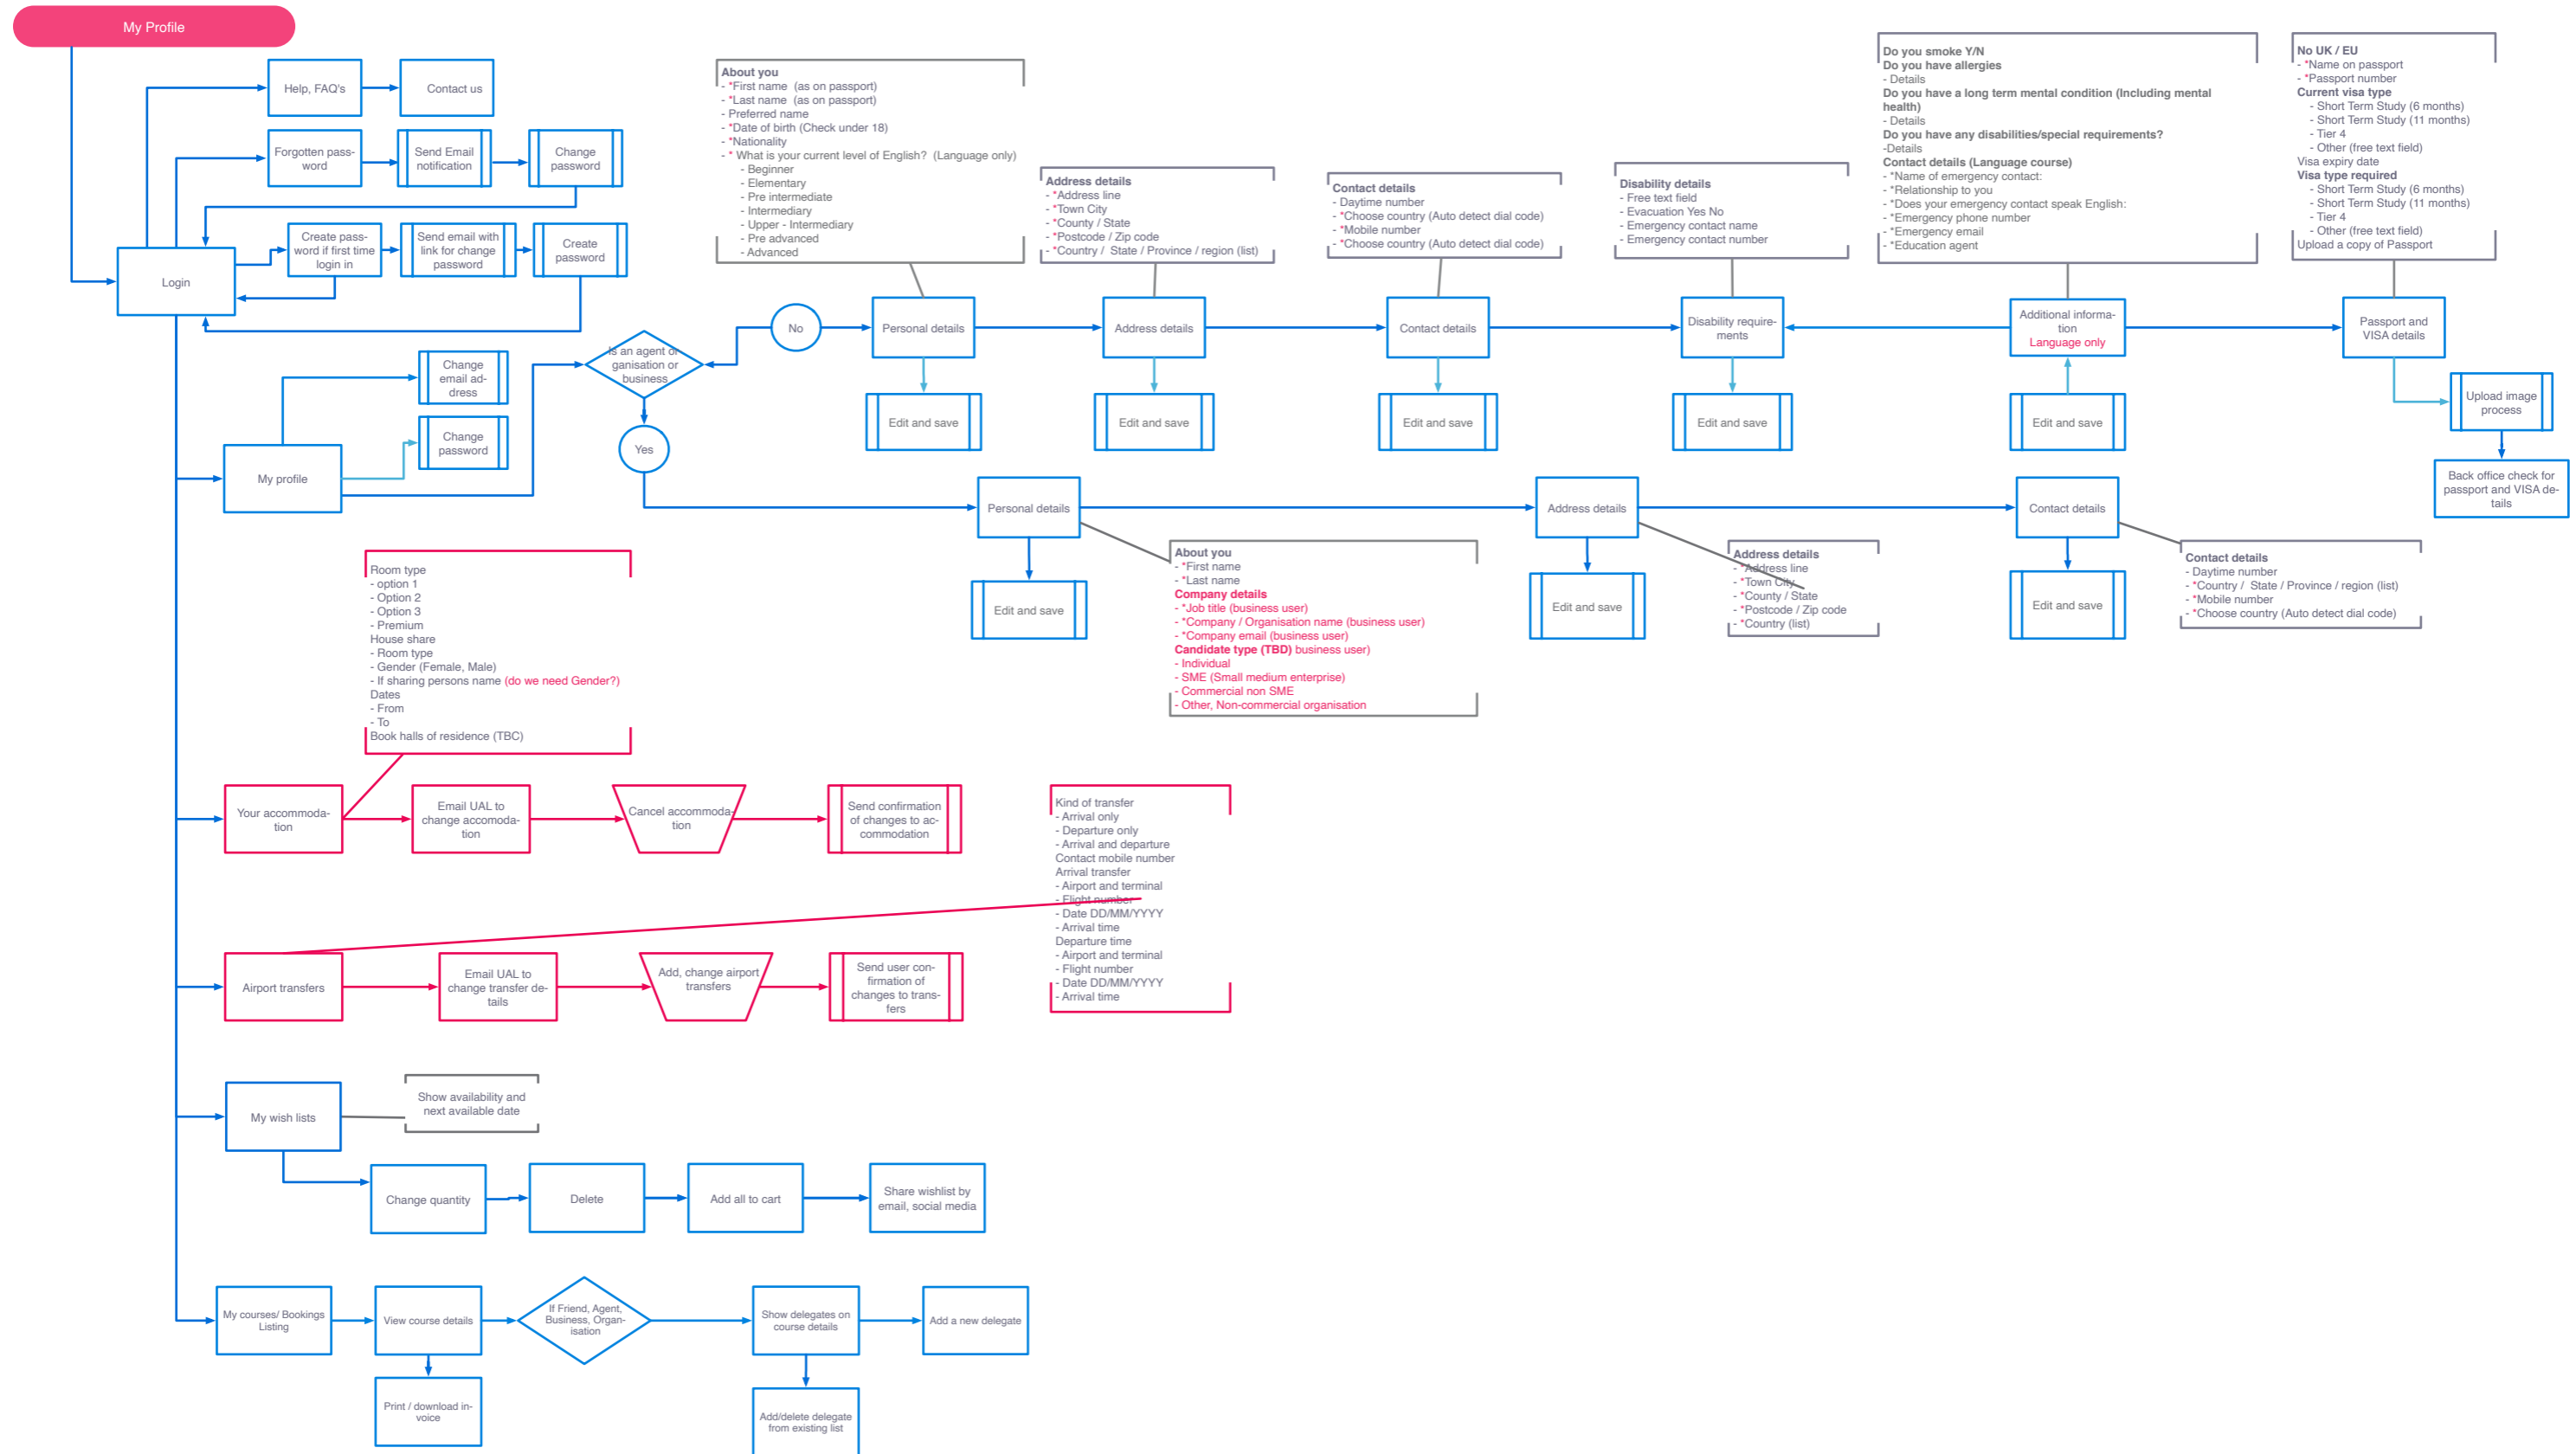 My Profile
Help, FAQ's
Contact us
Forgotten pass-
word
Send Email
notification
Change
password
Create pass-
word if first time
login in
Send email with
link for change
password
Create
password
Login
About you
- *First name  (as on passport)
- *Last name  (as on passport)
- Preferred name
- *Date of birth (Check under 18)
- *Nationality
- * What is your current level of English?  (Language only)
- Beginner
- Elementary
- Pre intermediate
- Intermediary
- Upper - Intermediary
- Pre advanced
- Advanced
Address details
- *Address line
- *Town City
- *County / State
- *Postcode / Zip code
- *Country /  State / Province / region (list)
Contact details
- Daytime number
- *Choose country (Auto detect dial code)
- *Mobile number
- *Choose country (Auto detect dial code)
Disability details
- Free text field
- Evacuation Yes No
- Emergency contact name
- Emergency contact number
Do you smoke Y/N
Do you have allergies
- Details
Do you have a long term mental condition (Including mental
health)
- Details
Do you have any disabilities/special requirements?
-Details
Contact details (Language course)
- *Name of emergency contact:
- *Relationship to you
- *Does your emergency contact speak English:
- *Emergency phone number
- *Emergency email
- *Education agent
No UK / EU
- *Name on passport
- *Passport number
Current visa type
- Short Term Study (6 months)
- Short Term Study (11 months)
- Tier 4
- Other (free text field)
Visa expiry date
Visa type required
- Short Term Study (6 months)
- Short Term Study (11 months)
- Tier 4
- Other (free text field)
Upload a copy of Passport
Is an agent or
ganisation or
business
No
Yes
Personal details
Address details
Contact details
Disability require-
ments
Additional informa-
tion
Language only
Passport and
VISA details
Edit and save
Edit and save
Edit and save
Edit and save
Edit and save
Upload image
process
Back office check for
passport and VISA de-
tails
Change
email ad-
dress
Change
password
My profile
Personal details
Address details
Contact details
Edit and save
Edit and save
Edit and save
About you
- *First name
- *Last name
Company details
- *Job title (business user)
- *Company / Organisation name (business user)
- *Company email (business user)
Candidate type (TBD) business user)
- Individual
- SME (Small medium enterprise)
- Commercial non SME
- Other, Non-commercial organisation
Address details
- *Address line
- *Town City
- *County / State
- *Postcode / Zip code
- *Country (list)
Contact details
- Daytime number
- *Country /  State / Province / region (list)
- *Mobile number
- *Choose country (Auto detect dial code)
Room type
- option 1
- Option 2
- Option 3
- Premium
House share
- Room type
- Gender (Female, Male)
- If sharing persons name (do we need Gender?)
Dates
- From
- To
Book halls of residence (TBC)
Your accommoda-
tion
Email UAL to
change accomoda-
tion
Cancel accommoda-
tion
Send confirmation
of changes to ac-
commodation
Kind of transfer
- Arrival only
- Departure only
- Arrival and departure
Contact mobile number
Arrival transfer
- Airport and terminal
- Flight number
- Date DD/MM/YYYY
- Arrival time
Departure time
- Airport and terminal
- Flight number
- Date DD/MM/YYYY
- Arrival time
Airport transfers
Email UAL to
change transfer de-
tails
Add, change airport
transfers
Send user con-
firmation of
changes to trans-
fers
My wish lists
Show availability and
next available date
Change quantity
Delete
Add all to cart
Share wishlist by
email, social media
My courses/ Bookings
Listing
View course details
If Friend, Agent,
Business, Organ-
isation
Show delegates on
course details
Add a new delegate
Print / download in-
voice
Add/delete delegate
from existing list